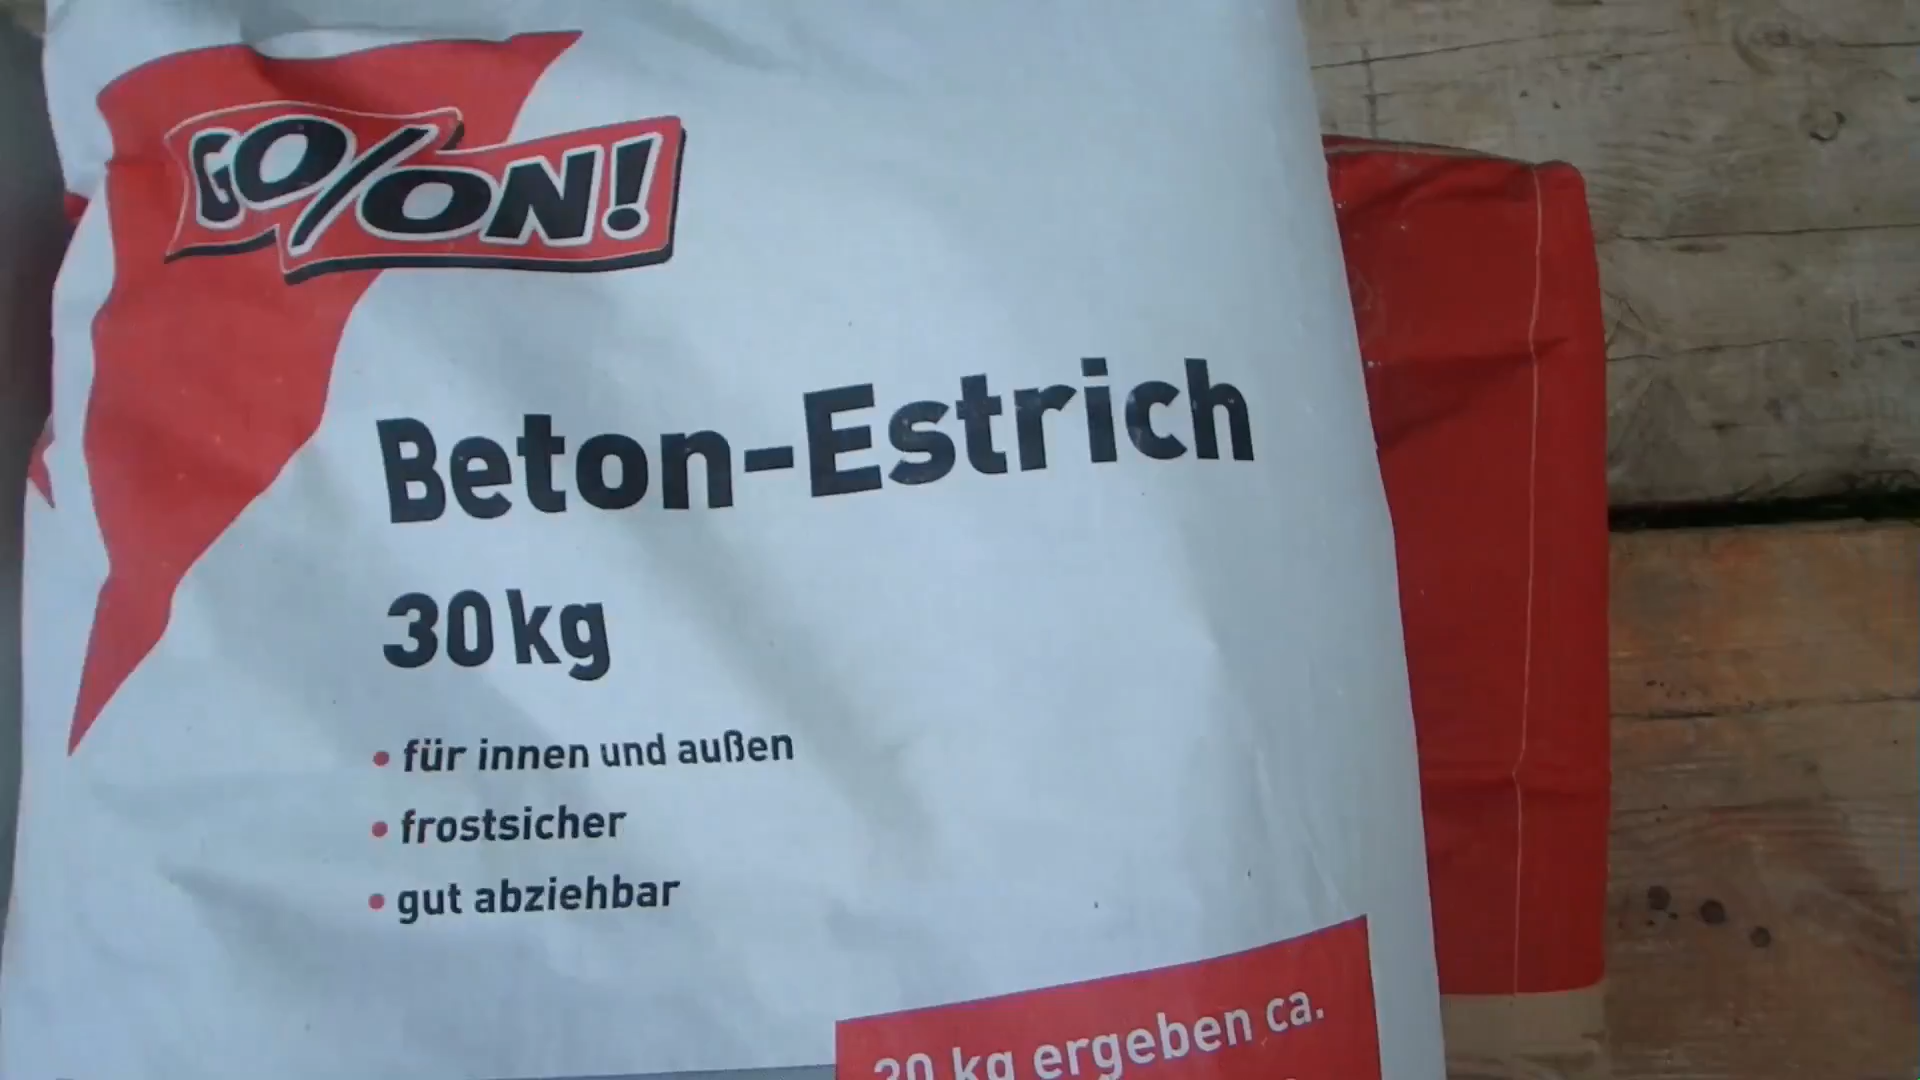 GO/ON!
Beton-Estrich
30 kg
• für innen und außen
• frostsicher
• gut abziehbar
30 kg ergeben ca.